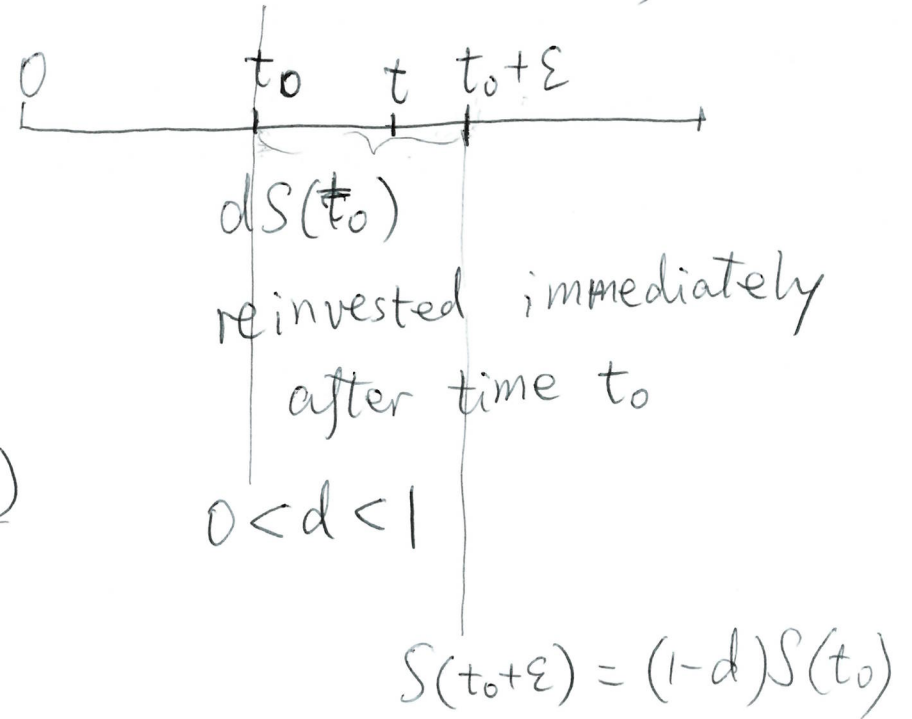 0 t₀ t t₀+ε
dS(t₀)
reinvested immediately
after time t₀
)
0<d<1
S(t₀+ε) = (1-d)S(t₀)